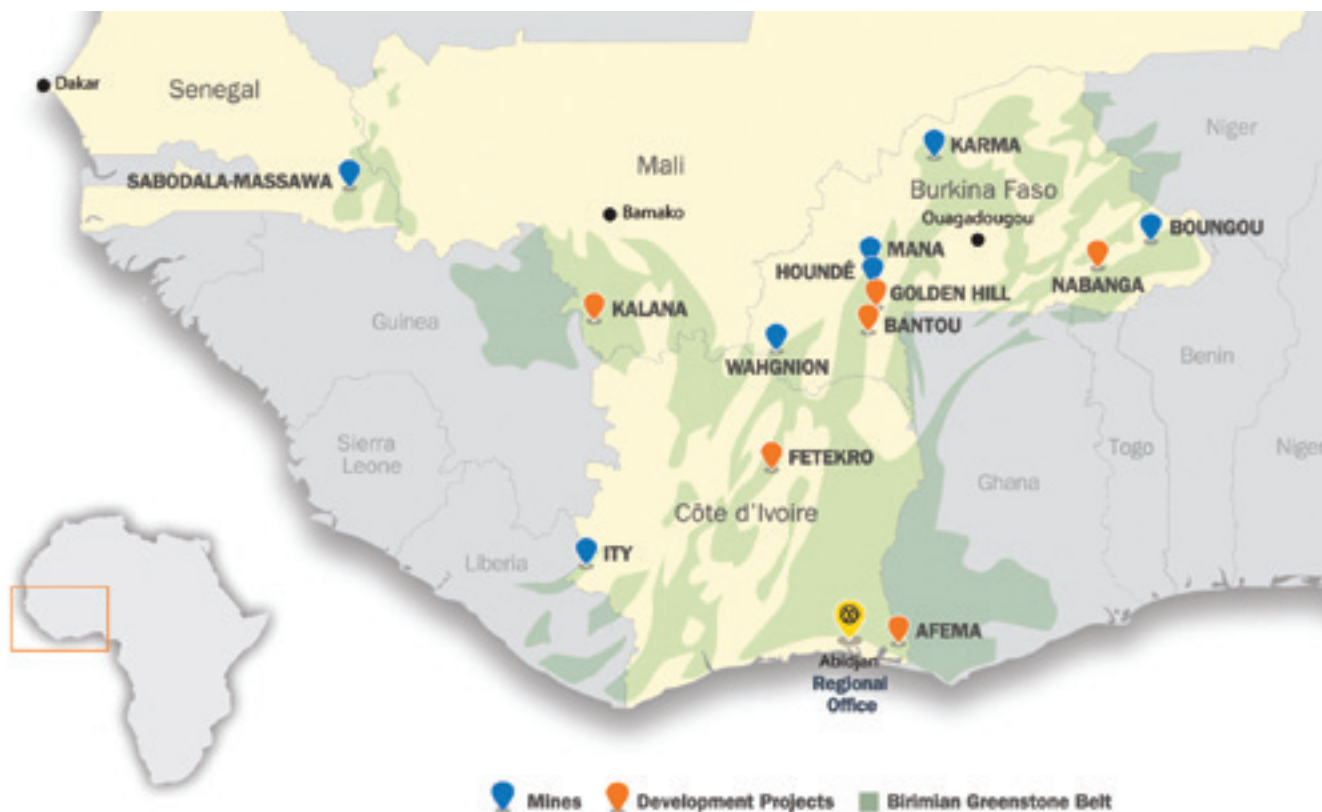 Dakar
Senegal
Niger
KARMA
Mali
SABODALA-MASSAWA
Burkina Faso
Bamako
Ouagadougou
BOUNGOU
MANA
HOUNDÊ
NABANGA
GOLDEN HILL
KALANA
Guinea
BANTOU
Benin
WAHGNION
Sierra
Leone
Togo
Niger
FETEKRO
Ghana
Côte d'Ivoire
ITY
Liberia
AFEMA
Abidjan
Regional
Office
Mines
Development Projects
Birimian Greenstone Belt